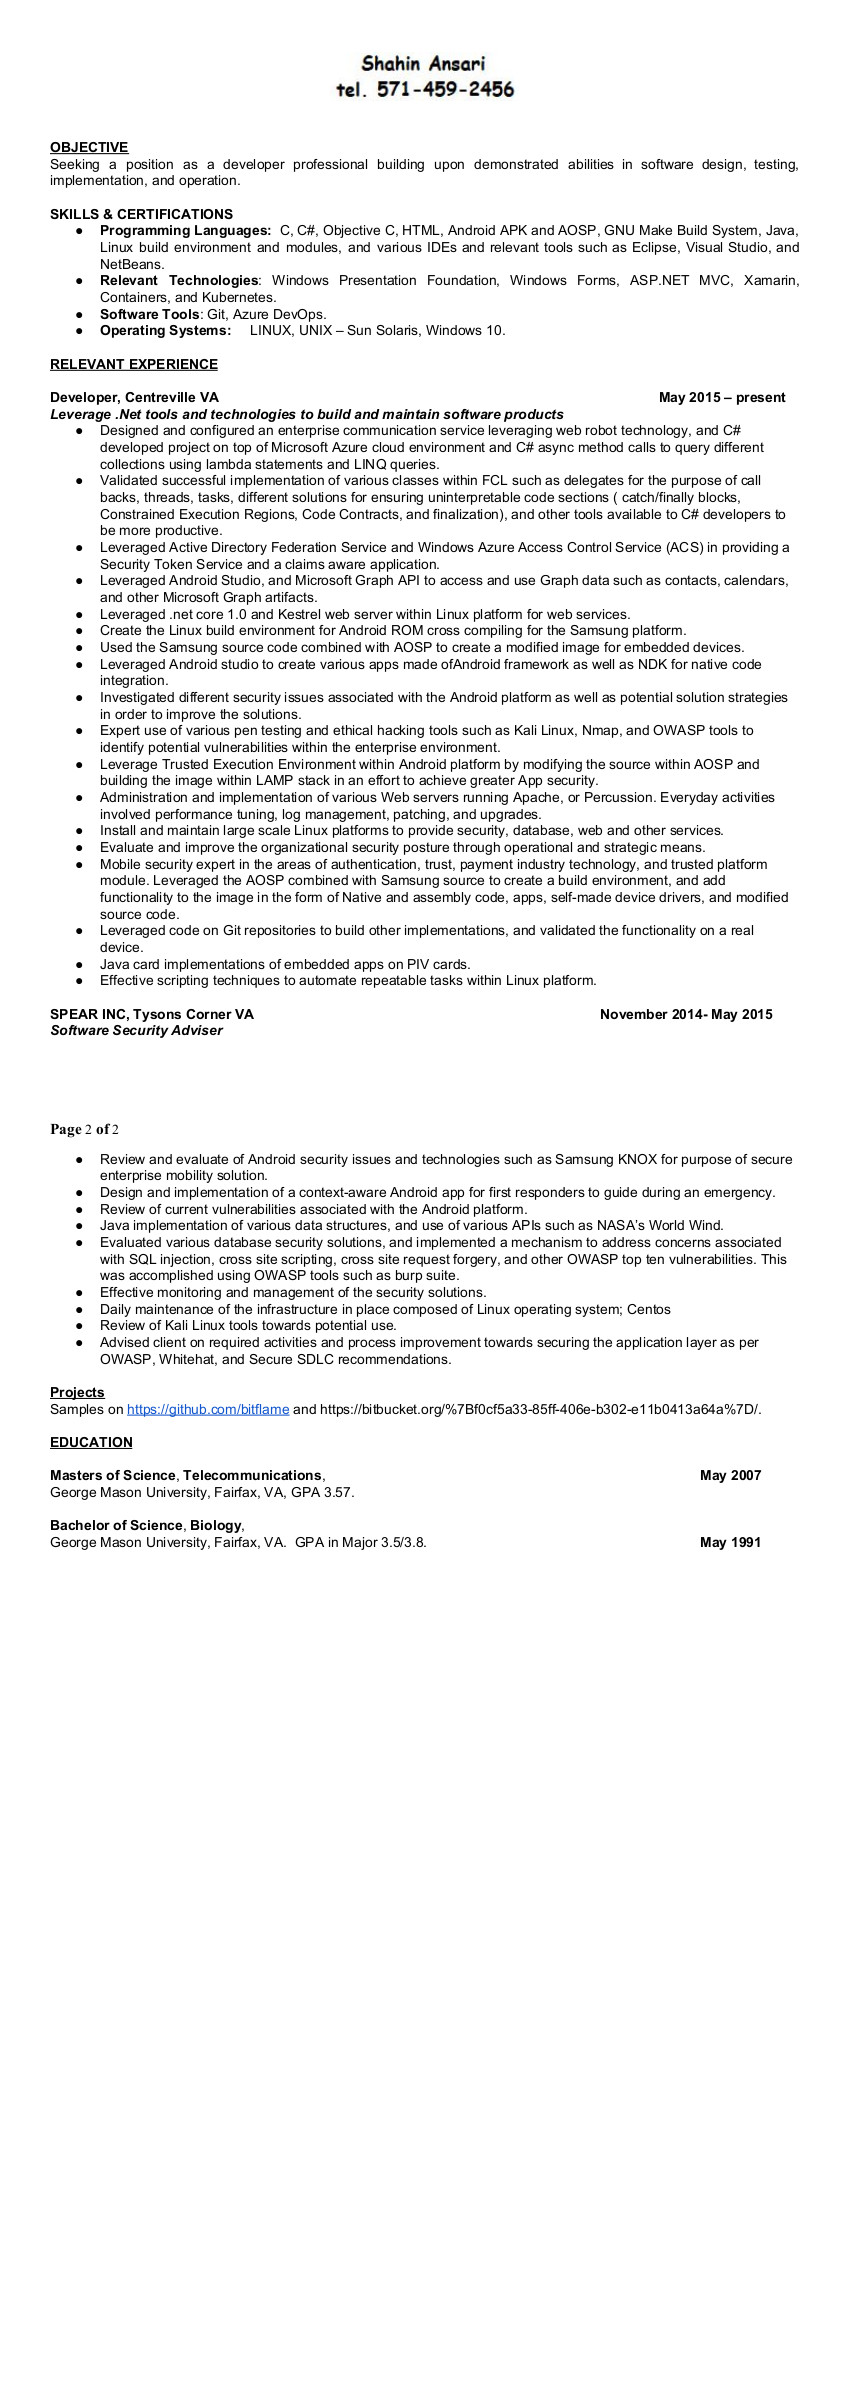 Shahin Ansari
tel. 571-459-2456
OBJECTIVE
Seeking a position as a developer professional building upon demonstrated abilities in software design, testing,
implementation, and operation.
SKILLS & CERTIFICATIONS
● Programming Languages: C, C#, Objective C, HTML, Android APK and AOSP, GNU Make Build System, Java,
Linux build environment and modules, and various IDEs and relevant tools such as Eclipse, Visual Studio, and
NetBeans.
● Relevant Technologies: Windows Presentation Foundation, Windows Forms, ASP.NET MVC, Xamarin,
Containers, and Kubernetes.
● Software Tools: Git, Azure DevOps.
● Operating Systems: LINUX, UNIX – Sun Solaris, Windows 10.
RELEVANT EXPERIENCE
Developer, Centreville VA May 2015 – present
Leverage .Net tools and technologies to build and maintain software products
● Designed and configured an enterprise communication service leveraging web robot technology, and C#
developed project on top of Microsoft Azure cloud environment and C# async method calls to query different
collections using lambda statements and LINQ queries.
● Validated successful implementation of various classes within FCL such as delegates for the purpose of call
backs, threads, tasks, different solutions for ensuring uninterpretable code sections ( catch/finally blocks,
Constrained Execution Regions, Code Contracts, and finalization), and other tools available to C# developers to
be more productive.
● Leveraged Active Directory Federation Service and Windows Azure Access Control Service (ACS) in providing a
Security Token Service and a claims aware application.
● Leveraged Android Studio, and Microsoft Graph API to access and use Graph data such as contacts, calendars,
and other Microsoft Graph artifacts.
● Leveraged .net core 1.0 and Kestrel web server within Linux platform for web services.
● Create the Linux build environment for Android ROM cross compiling for the Samsung platform.
● Used the Samsung source code combined with AOSP to create a modified image for embedded devices.
● Leveraged Android studio to create various apps made ofAndroid framework as well as NDK for native code
integration.
● Investigated different security issues associated with the Android platform as well as potential solution strategies
in order to improve the solutions.
● Expert use of various pen testing and ethical hacking tools such as Kali Linux, Nmap, and OWASP tools to
identify potential vulnerabilities within the enterprise environment.
● Leverage Trusted Execution Environment within Android platform by modifying the source within AOSP and
building the image within LAMP stack in an effort to achieve greater App security.
● Administration and implementation of various Web servers running Apache, or Percussion. Everyday activities
involved performance tuning, log management, patching, and upgrades.
● Install and maintain large scale Linux platforms to provide security, database, web and other services.
● Evaluate and improve the organizational security posture through operational and strategic means.
● Mobile security expert in the areas of authentication, trust, payment industry technology, and trusted platform
module. Leveraged the AOSP combined with Samsung source to create a build environment, and add
functionality to the image in the form of Native and assembly code, apps, self-made device drivers, and modified
source code.
● Leveraged code on Git repositories to build other implementations, and validated the functionality on a real
device.
● Java card implementations of embedded apps on PIV cards.
● Effective scripting techniques to automate repeatable tasks within Linux platform.
SPEAR INC, Tysons Corner VA November 2014- May 2015
Software Security Adviser
Page 2 of 2
● Review and evaluate of Android security issues and technologies such as Samsung KNOX for purpose of secure
enterprise mobility solution.
● Design and implementation of a context-aware Android app for first responders to guide during an emergency.
● Review of current vulnerabilities associated with the Android platform.
● Java implementation of various data structures, and use of various APIs such as NASA's World Wind.
● Evaluated various database security solutions, and implemented a mechanism to address concerns associated
with SQL injection, cross site scripting, cross site request forgery, and other OWASP top ten vulnerabilities. This
was accomplished using OWASP tools such as burp suite.
● Effective monitoring and management of the security solutions.
● Daily maintenance of the infrastructure in place composed of Linux operating system; Centos
● Review of Kali Linux tools towards potential use.
● Advised client on required activities and process improvement towards securing the application layer as per
OWASP, Whitehat, and Secure SDLC recommendations.
Projects
Samples on https://github.com/bitflame and https://bitbucket.org/%7Bf0cf5a33-85ff-406e-b302-e11b0413a64a%7D/.
EDUCATION
Masters of Science, Telecommunications, May 2007
George Mason University, Fairfax, VA, GPA 3.57.
Bachelor of Science, Biology,
George Mason University, Fairfax, VA. GPA in Major 3.5/3.8. May 1991